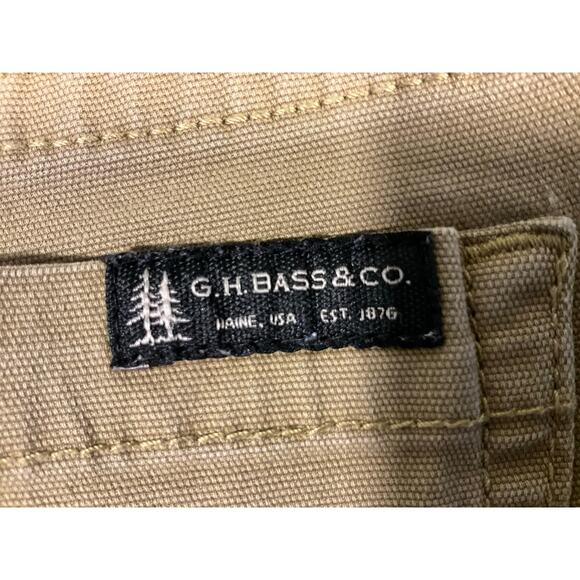 G.H.BASS&CO.
MAINE, USA EST. 1876